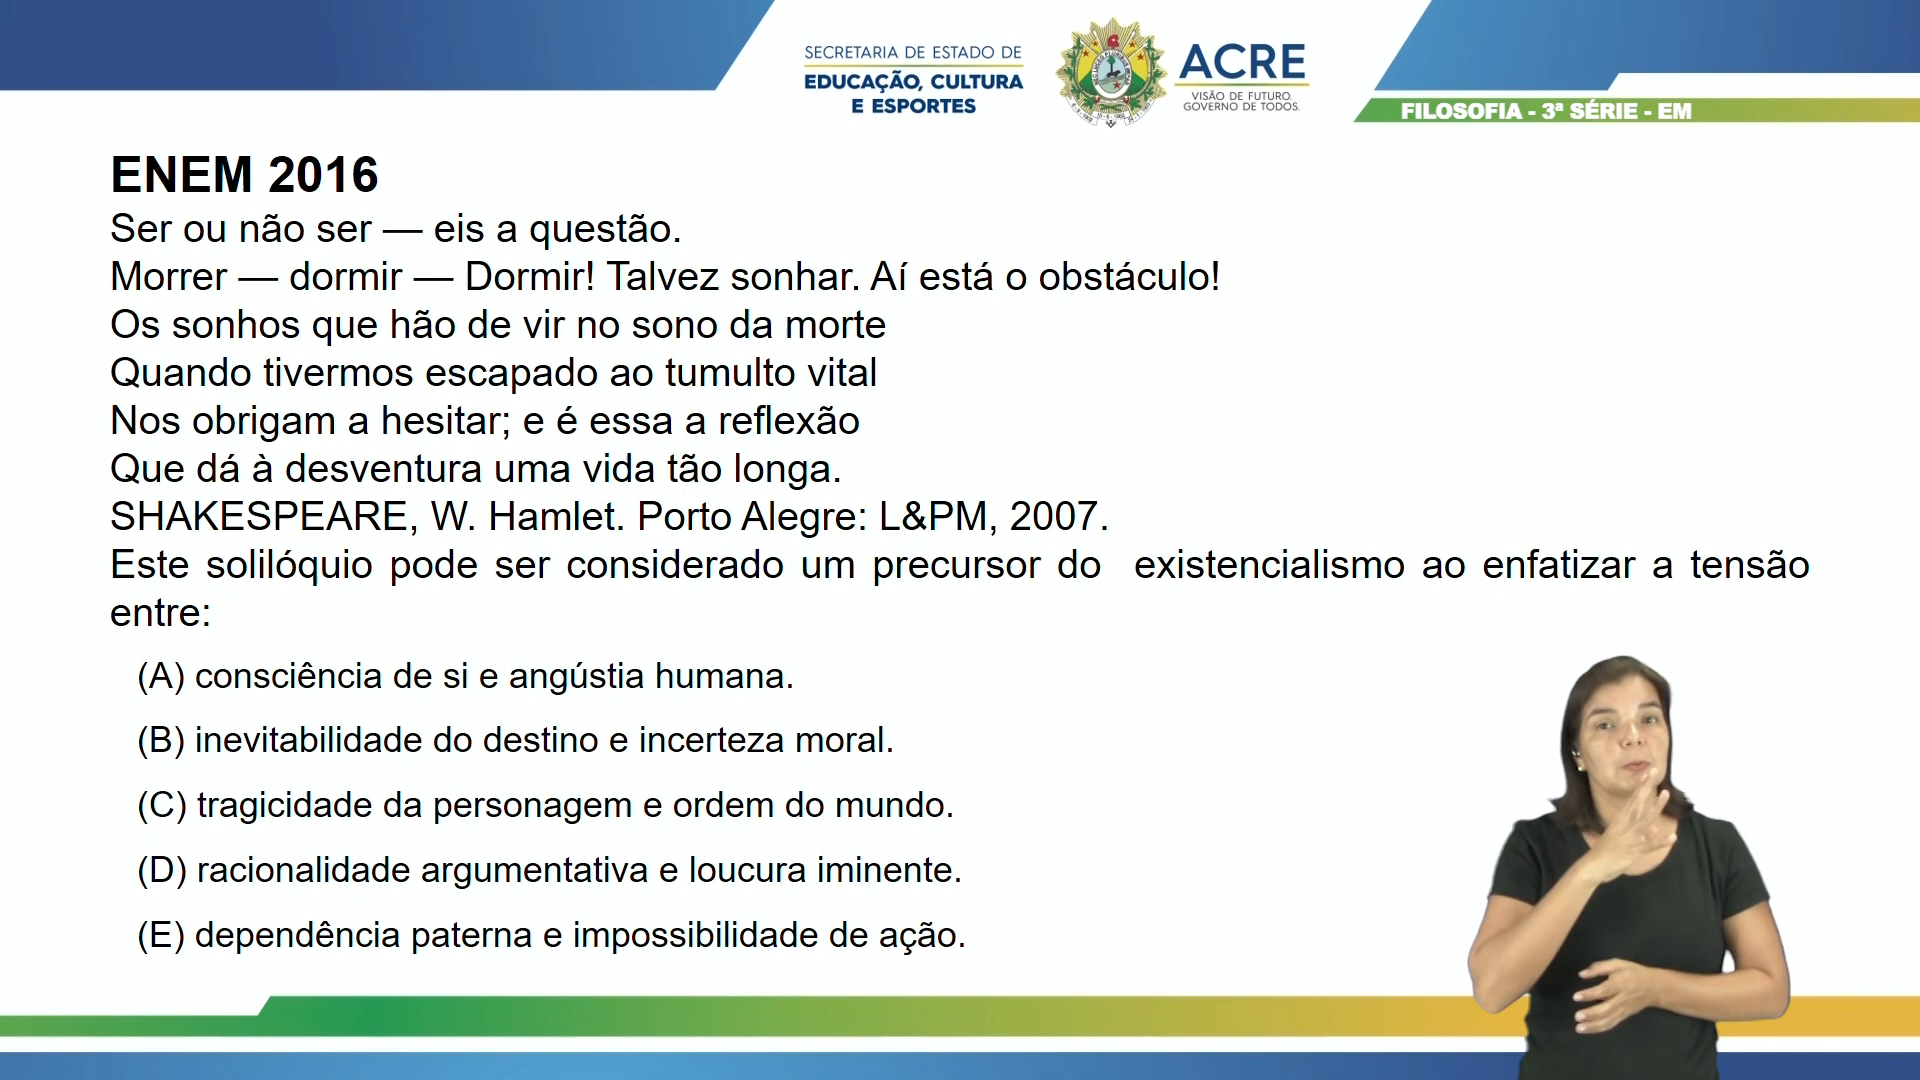 SECRETARIA DE ESTADO DE
EDUCAÇÃO, CULTURA
E ESPORTES
ACRE
VISÃO DE FUTURO.
GOVERNO DE TODOS.
FILOSOFIA - 3ª SÉRIE - EM
ENEM 2016
Ser ou não ser — eis a questão.
Morrer — dormir — Dormir! Talvez sonhar. Aí está o obstáculo!
Os sonhos que hão de vir no sono da morte
Quando tivermos escapado ao tumulto vital
Nos obrigam a hesitar; e é essa a reflexão
Que dá à desventura uma vida tão longa.
SHAKESPEARE, W. Hamlet. Porto Alegre: L&PM, 2007.
Este solilóquio pode ser considerado um precursor do existencialismo ao enfatizar a tensão
entre:
(A) consciência de si e angústia humana.
(B) inevitabilidade do destino e incerteza moral.
(C) tragicidade da personagem e ordem do mundo.
(D) racionalidade argumentativa e loucura iminente.
(E) dependência paterna e impossibilidade de ação.